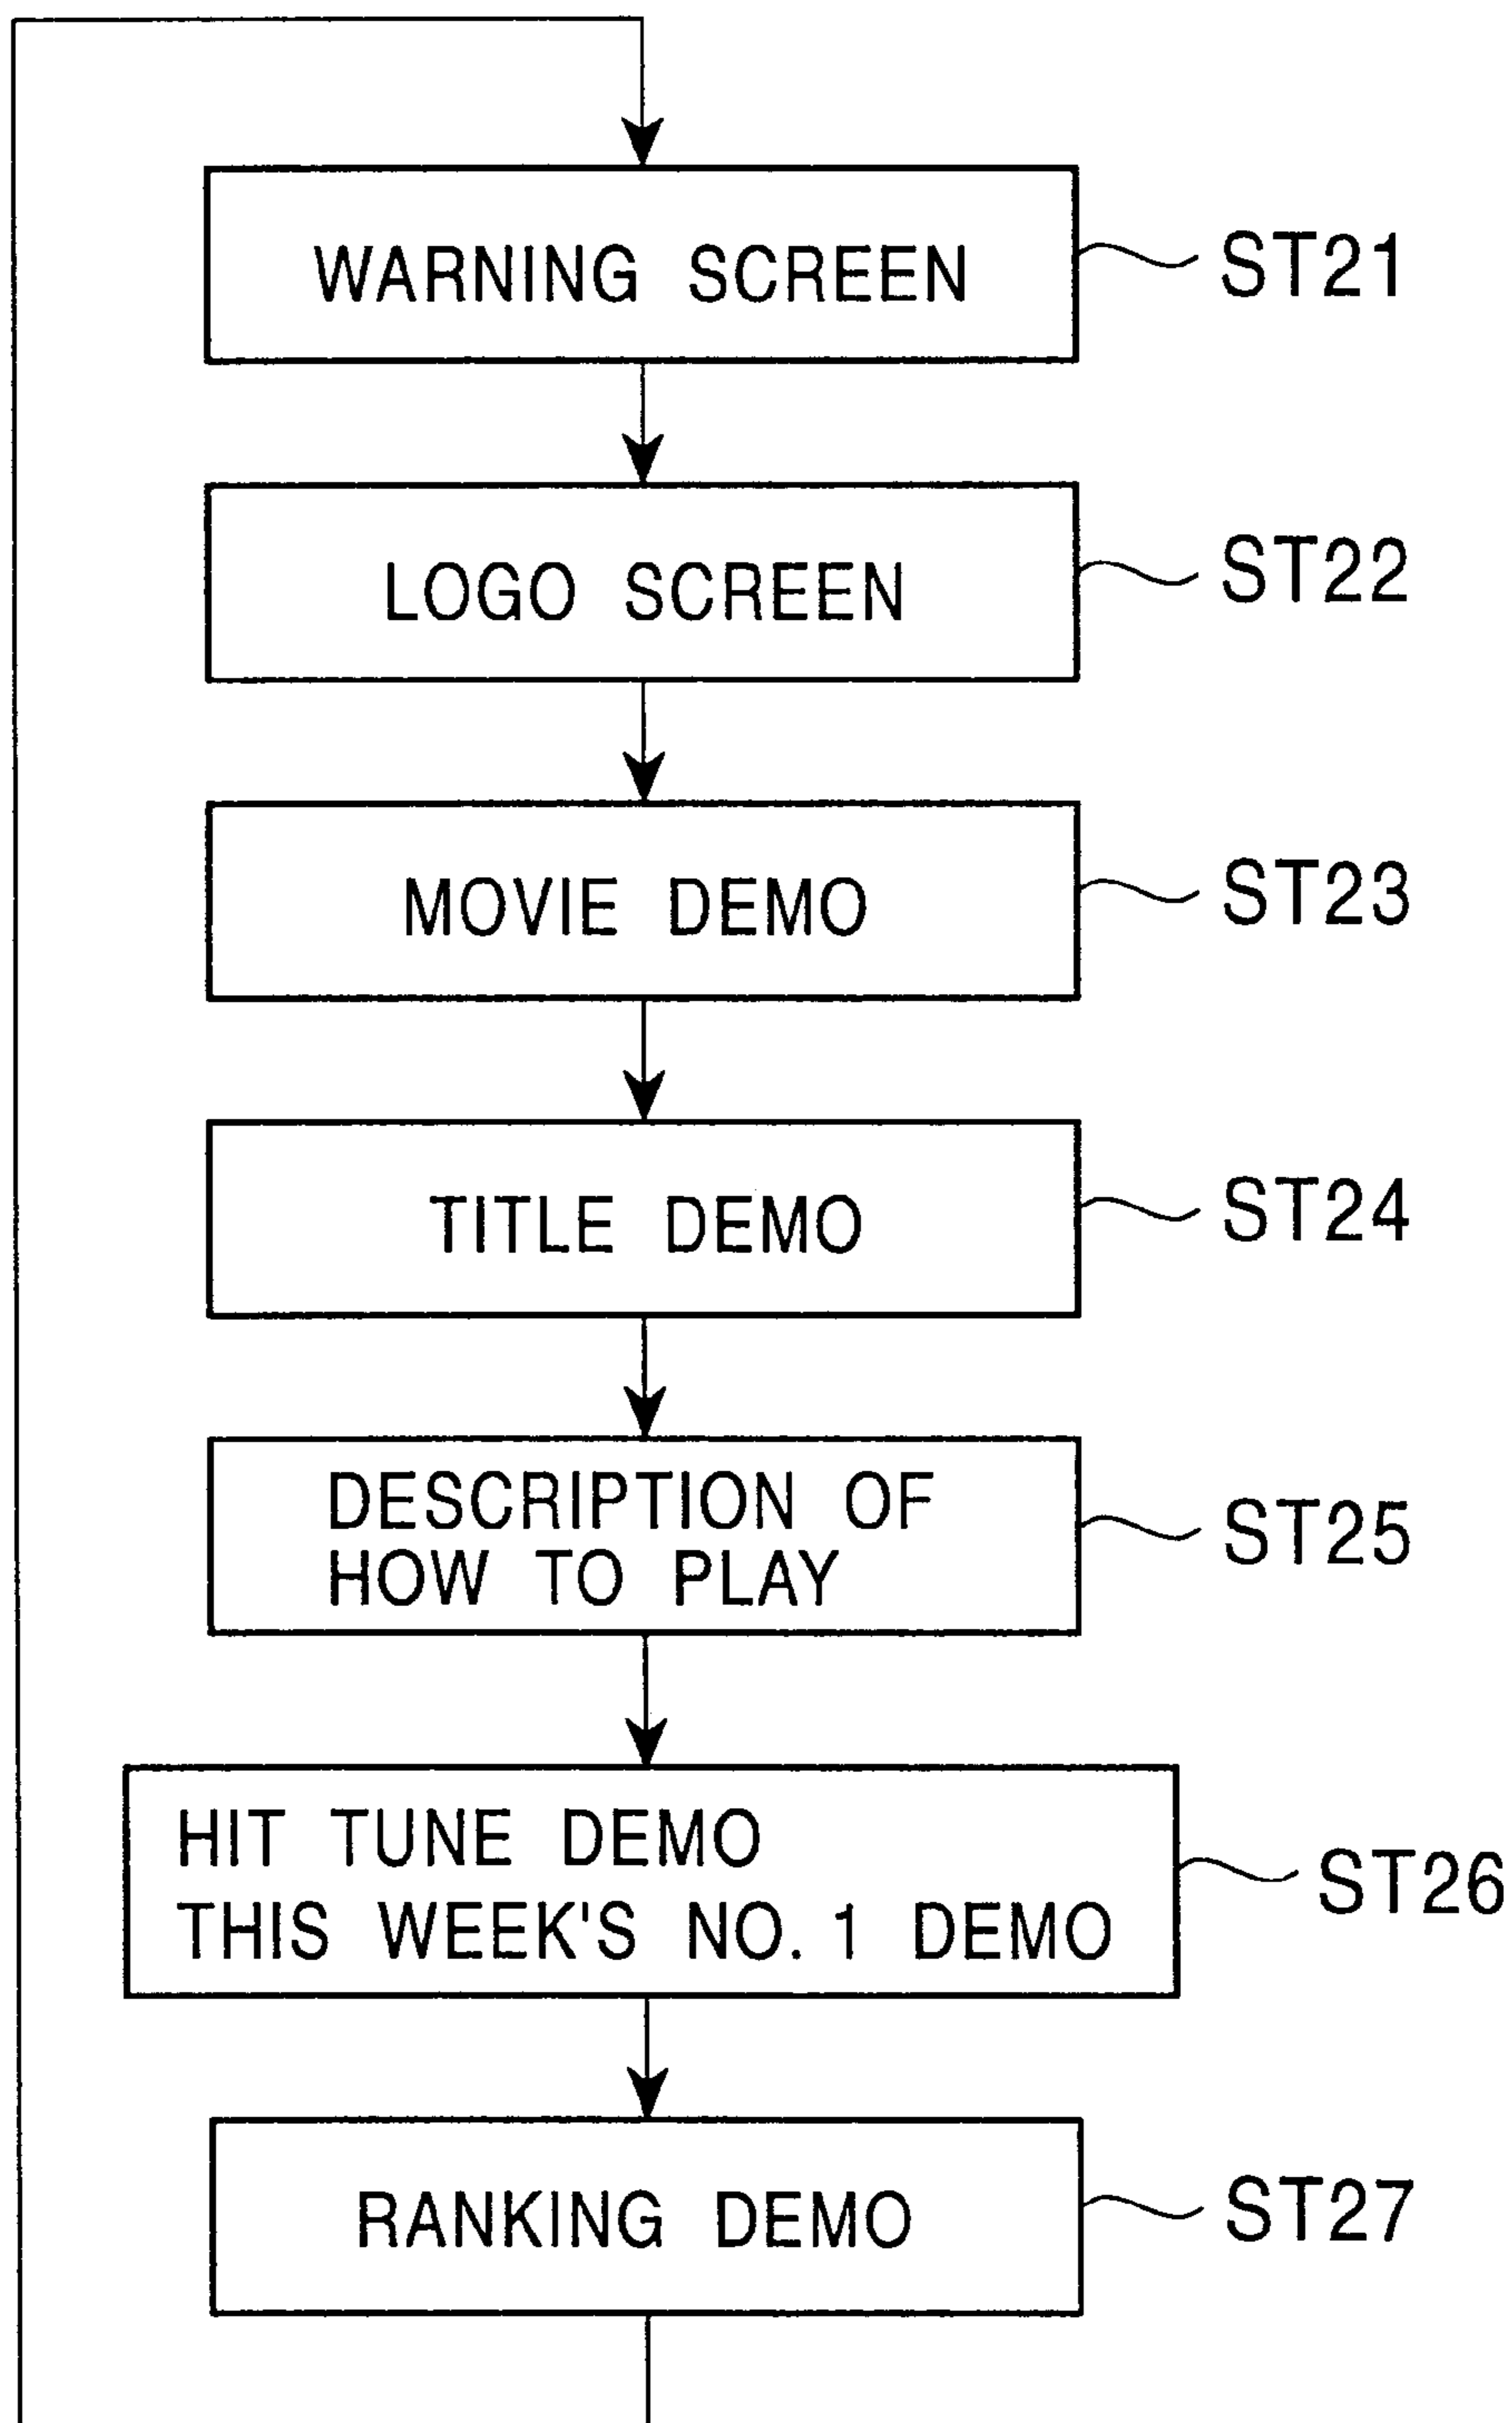 WARNING SCREEN
ST21
LOGO SCREEN
ST22
MOVIE DEMO
ST23
TITLE DEMO
ST24
DESCRIPTION OF
HOW TO PLAY
ST25
HIT TUNE DEMO
THIS WEEK'S NO. 1 DEMO
ST26
RANKING DEMO
ST27